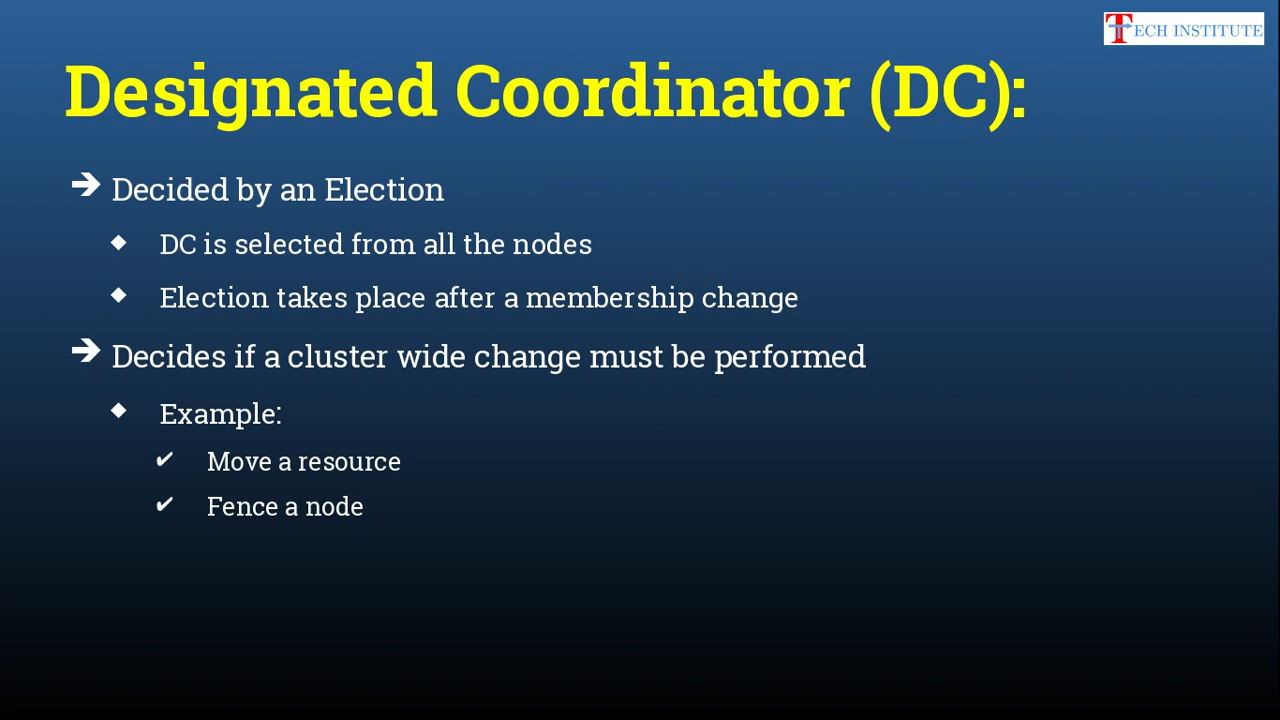 TECH INSTITUTE
Designated Coordinator (DC):
➔ Decided by an Election
◆ DC is selected from all the nodes
◆ Election takes place after a membership change
➔ Decides if a cluster wide change must be performed
◆ Example:
✔ Move a resource
✔ Fence a node